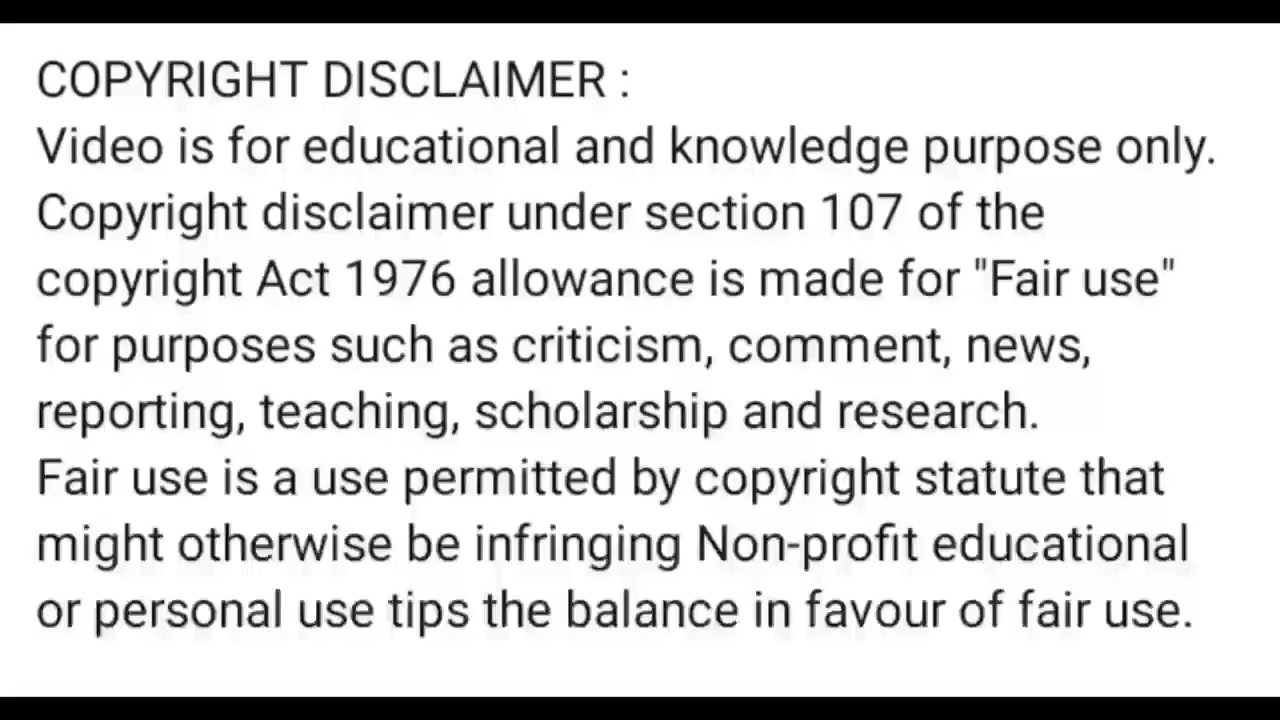 COPYRIGHT DISCLAIMER :
Video is for educational and knowledge purpose only.
Copyright disclaimer under section 107 of the
copyright Act 1976 allowance is made for "Fair use"
for purposes such as criticism, comment, news,
reporting, teaching, scholarship and research.
Fair use is a use permitted by copyright statute that
might otherwise be infringing Non-profit educational
or personal use tips the balance in favour of fair use.